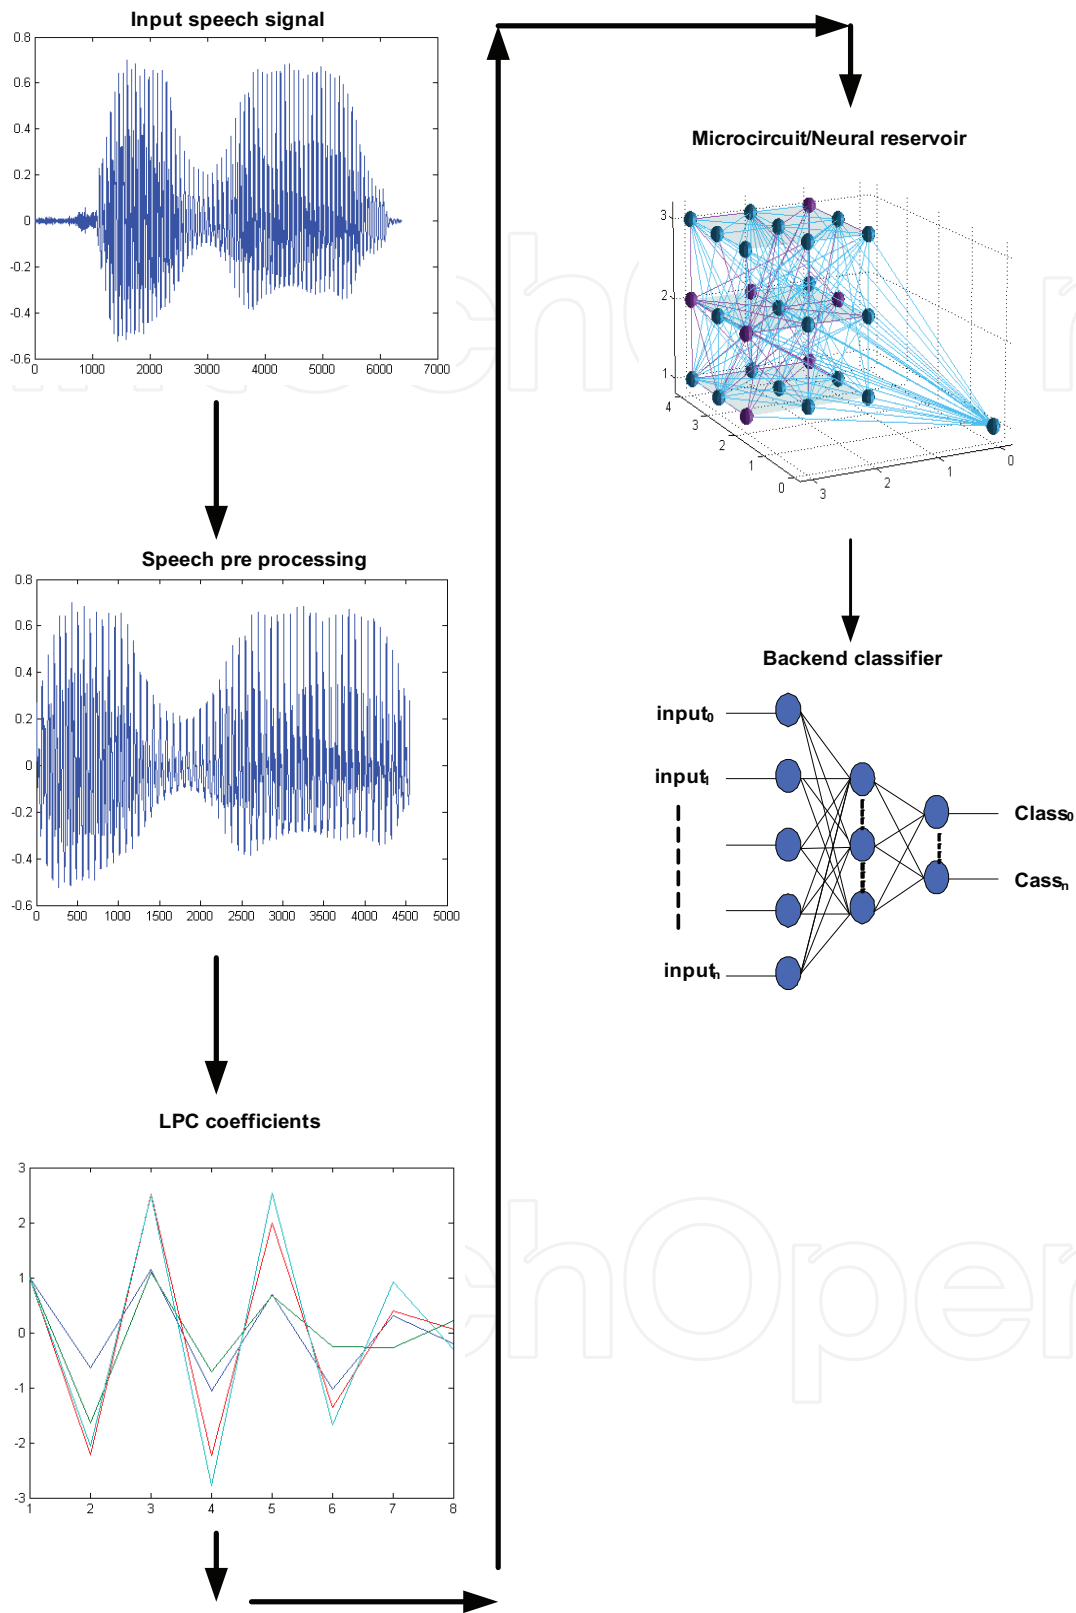 Input speech signal
0.8
0.6
0.4
0.2
0
-0.2
-0.4
-0.6
0 1000 2000 3000 4000 5000 6000 7000
Speech pre processing
0.8
0.6
0.4
0.2
0
-0.2
-0.4
-0.6
0 500 1000 1500 2000 2500 3000 3500 4000 4500 5000
LPC coefficients
3
2
1
0
-1
-2
-3
1 2 3 4 5 6 7 8
Microcircuit/Neural reservoir
3
2
1
4
3
2
1
0
3
2
1
0
Backend classifier
input0
input1
inputn
Class0
Cassn